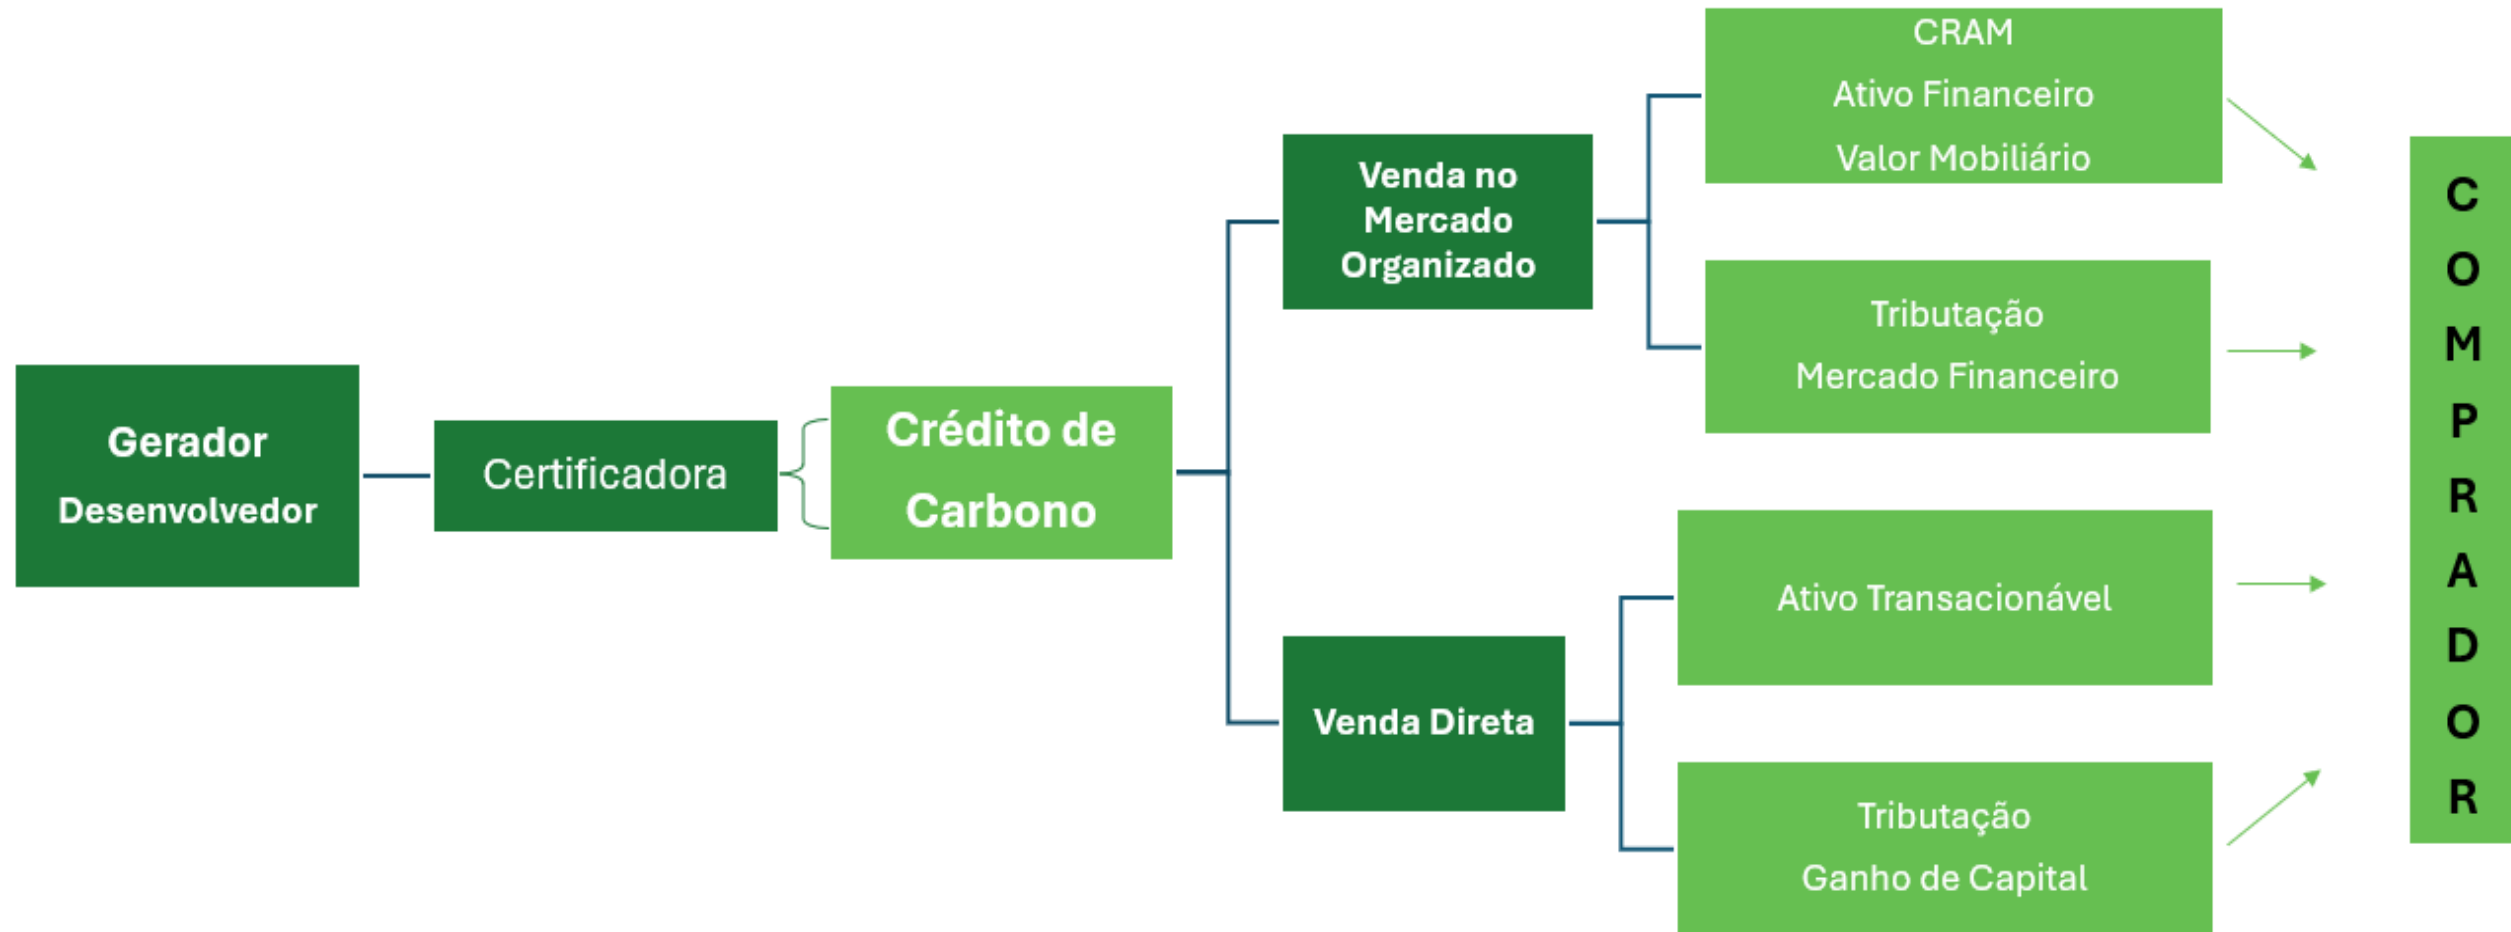 Gerador
Desenvolvedor
Certificadora
Crédito de
Carbono
Venda no
Mercado
Organizado
CRAM
Ativo Financeiro
Valor Mobiliário
Tributação
Mercado Financeiro
Venda Direta
Ativo Transacionável
Tributação
Ganho de Capital
C
O
M
P
R
A
D
O
R